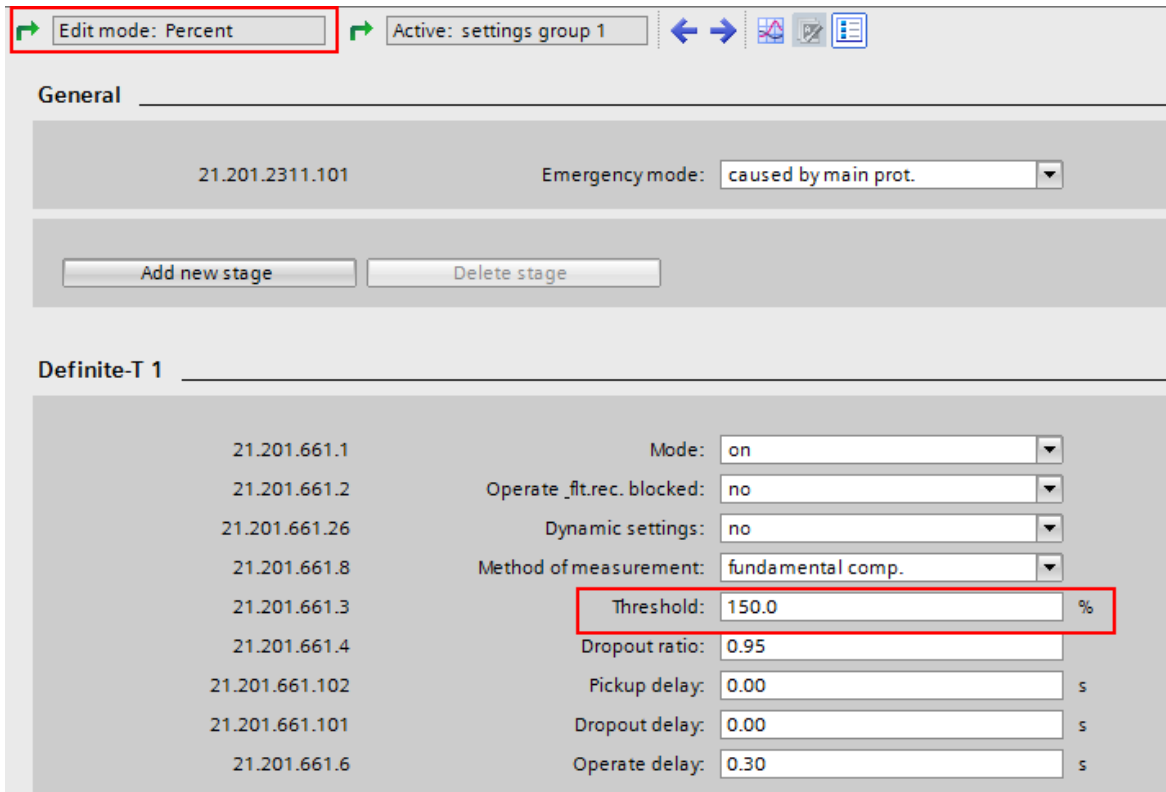 Edit mode: Percent Active: settings group 1
General
21.201.2311.101 Emergency mode: caused by main prot.
Add new stage Delete stage
Definite-T 1
21.201.661.1 Mode: on
21.201.661.2 Operate _flt.rec. blocked: no
21.201.661.26 Dynamic settings: no
21.201.661.8 Method of measurement: fundamental comp.
21.201.661.3 Threshold: 150.0 %
21.201.661.4 Dropout ratio: 0.95
21.201.661.102 Pickup delay: 0.00 s
21.201.661.101 Dropout delay: 0.00 s
21.201.661.6 Operate delay: 0.30 s